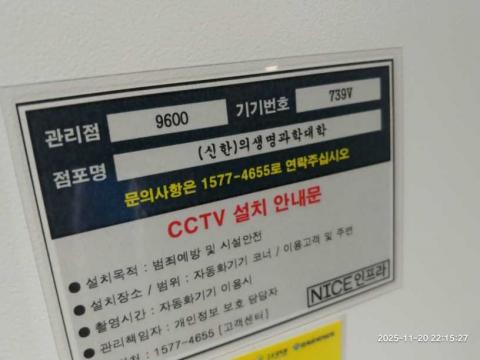 관리점 9600 기기번호 739V
점포명 (신한)의생명과학대학
문의사항은 1577-4655로 연락주십시오
CCTV 설치 안내문
● 설치목적 : 범죄예방 및 시설안전
● 설치장소 / 범위 : 자동화기기 코너 / 이용고객 및 주변
● 촬영시간 : 자동화기기 이용시
● 관리책임자 : 개인정보 보호 담당자
: 1577-4655 [고객센터]
NICE인프라
2025-11-20 22:15:27